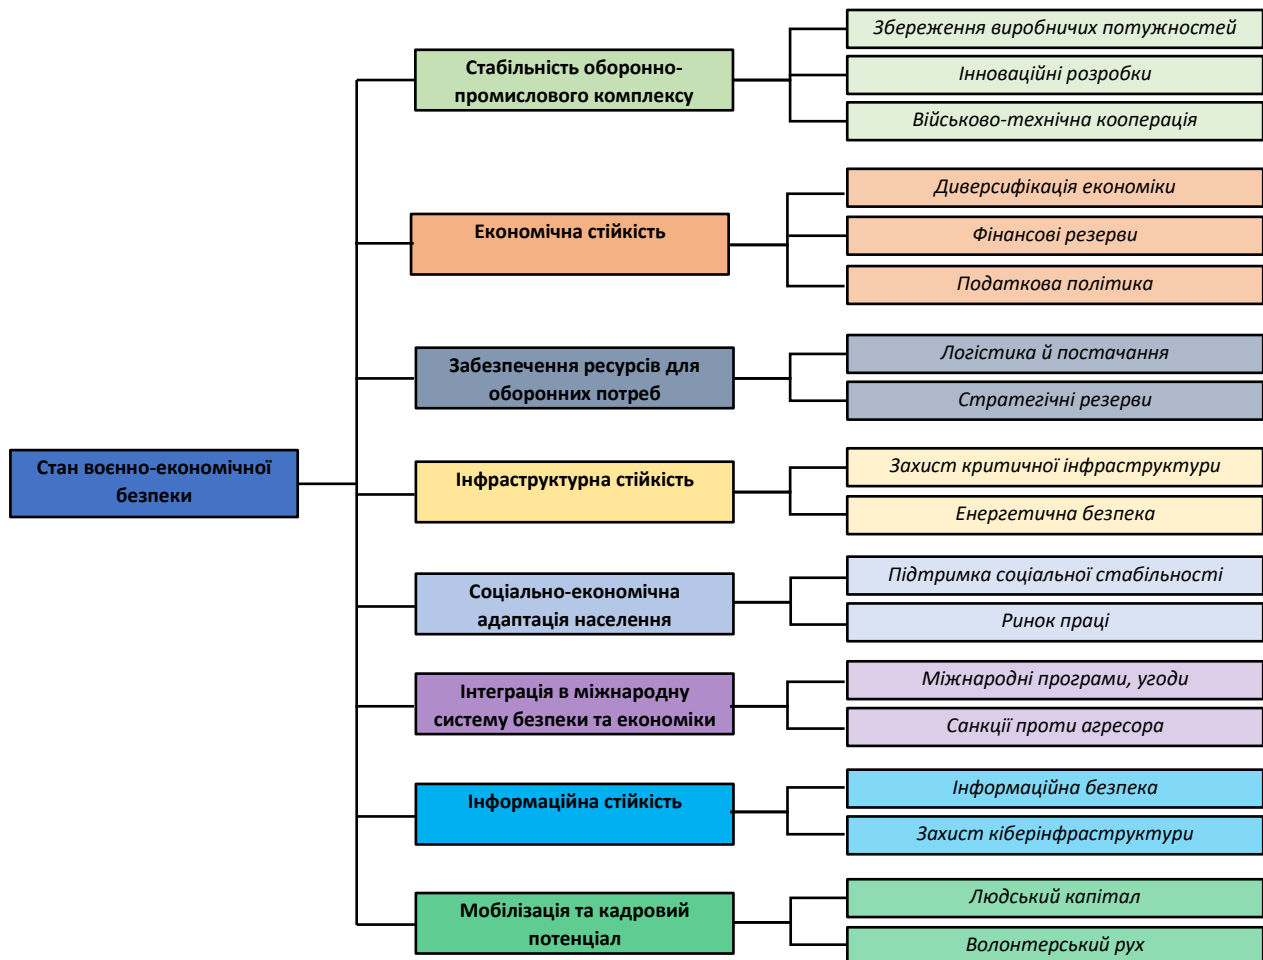 Стан воєнно-економічної
безпеки
Стабільність оборонно-
промислового комплексу
Збереження виробничих потужностей
Інноваційні розробки
Військово-технічна кооперація
Економічна стійкість
Диверсифікація економіки
Фінансові резерви
Податкова політика
Забезпечення ресурсів для
оборонних потреб
Логістика й постачання
Стратегічні резерви
Інфраструктурна стійкість
Захист критичної інфраструктури
Енергетична безпека
Соціально-економічна
адаптація населення
Підтримка соціальної стабільності
Ринок праці
Інтеграція в міжнародну
систему безпеки та економіки
Міжнародні програми, угоди
Санкції проти агресора
Інформаційна стійкість
Інформаційна безпека
Захист кіберінфраструктури
Мобілізація та кадровий
потенціал
Людський капітал
Волонтерський рух